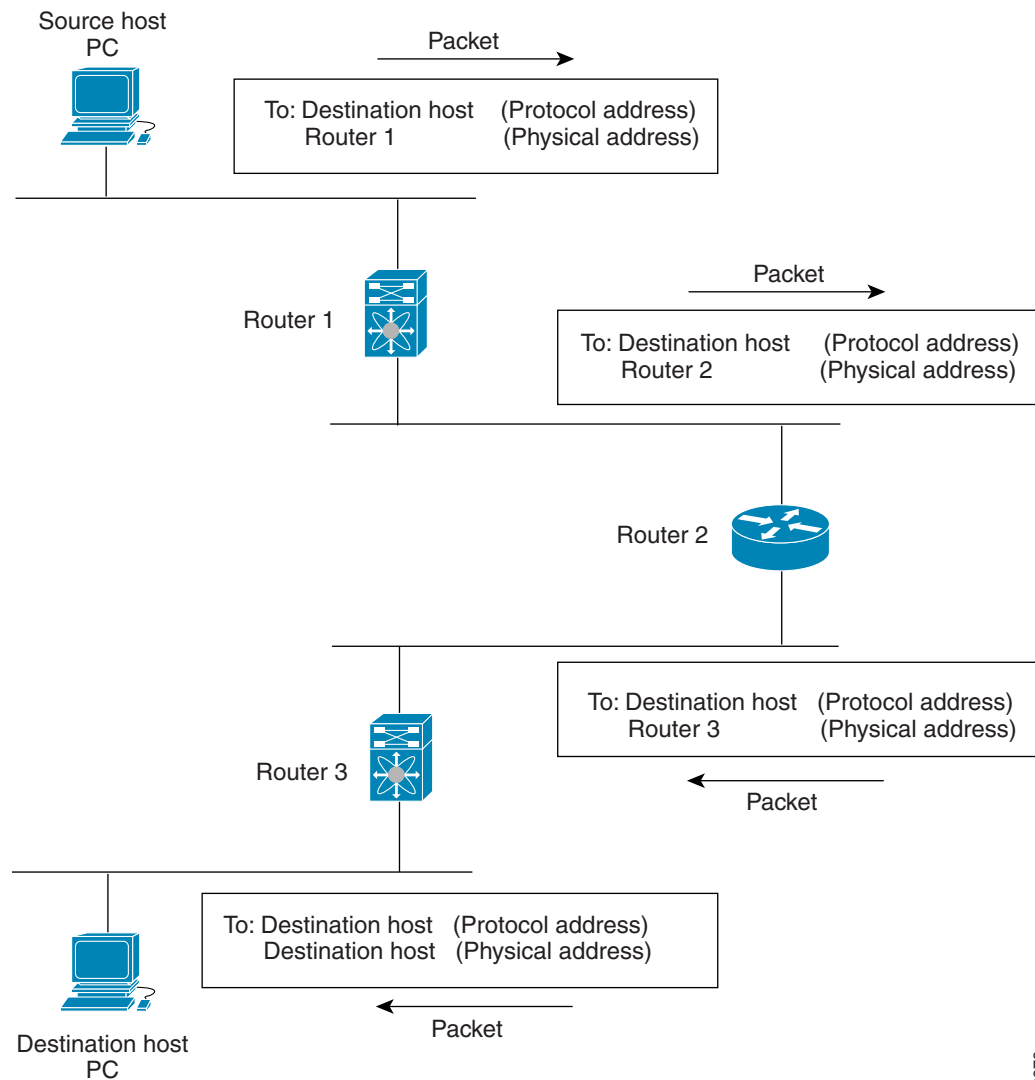 Source host
PC
Packet
To: Destination host (Protocol address)
Router 1 (Physical address)
Router 1
Packet
To: Destination host (Protocol address)
Router 2 (Physical address)
Router 2
To: Destination host (Protocol address)
Router 3 (Physical address)
Router 3
Packet
To: Destination host (Protocol address)
Destination host (Physical address)
Packet
Destination host
PC